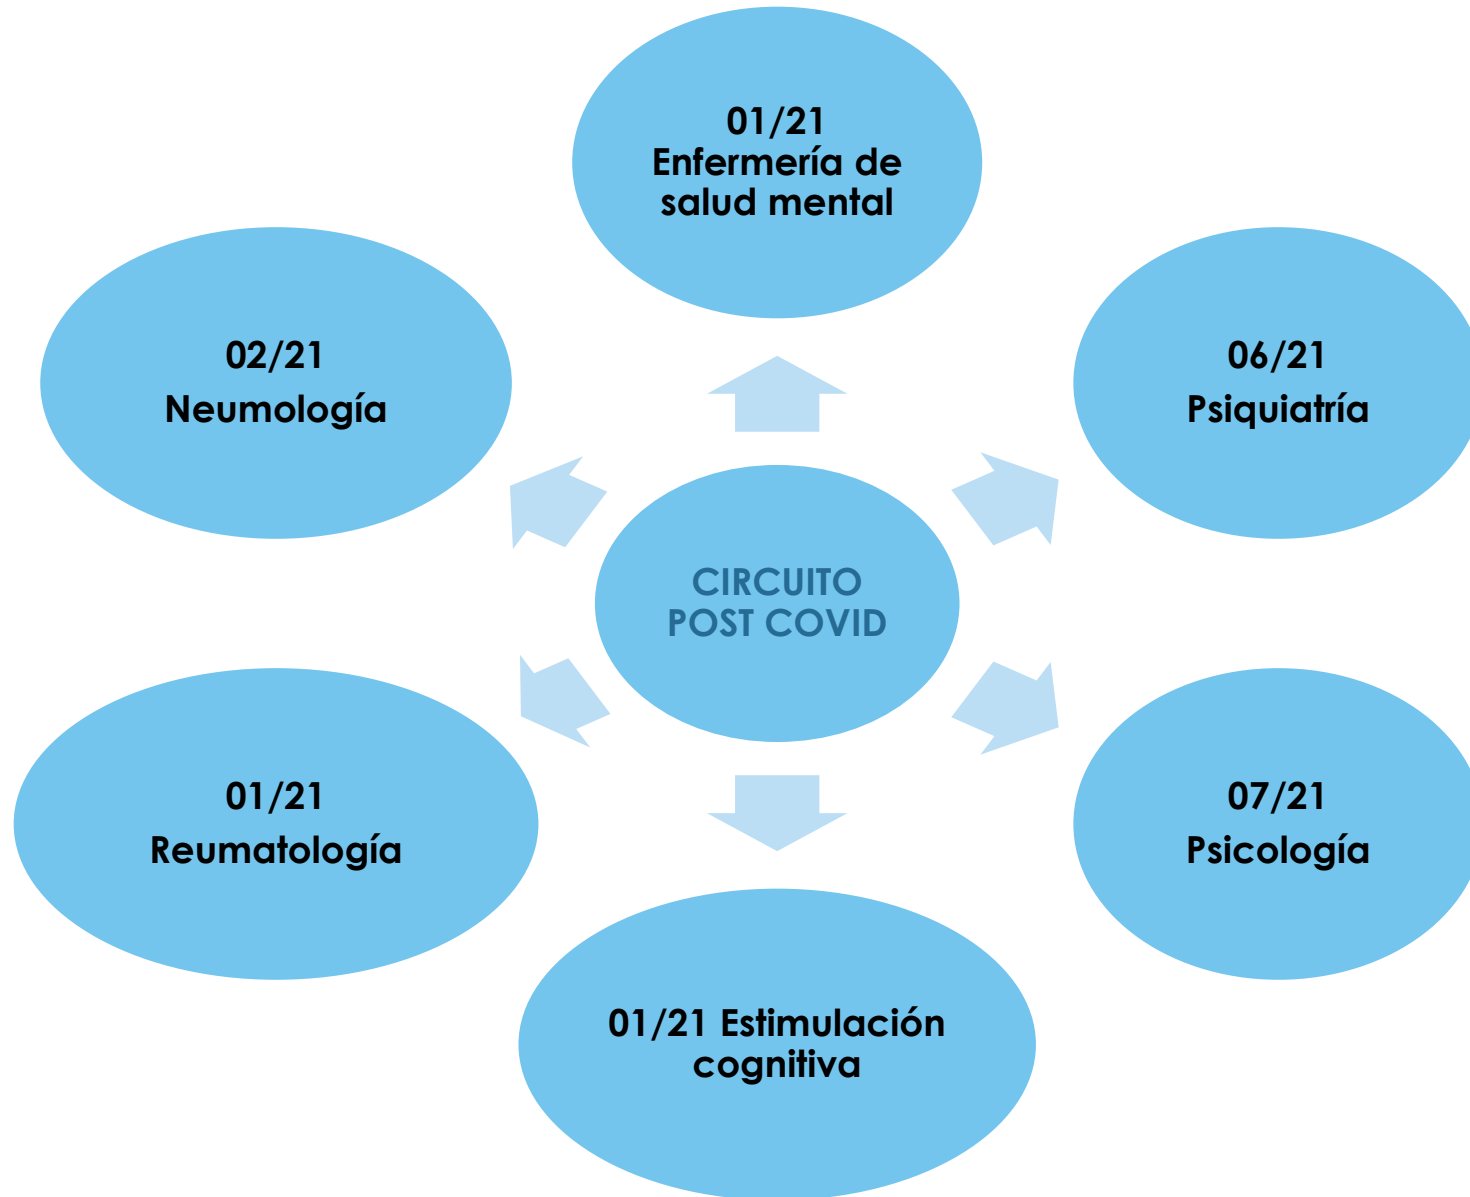 01/21
Enfermería de
salud mental
02/21
Neumología
06/21
Psiquiatría
CIRCUITO
POST COVID
01/21
Reumatología
07/21
Psicología
01/21 Estimulación
cognitiva